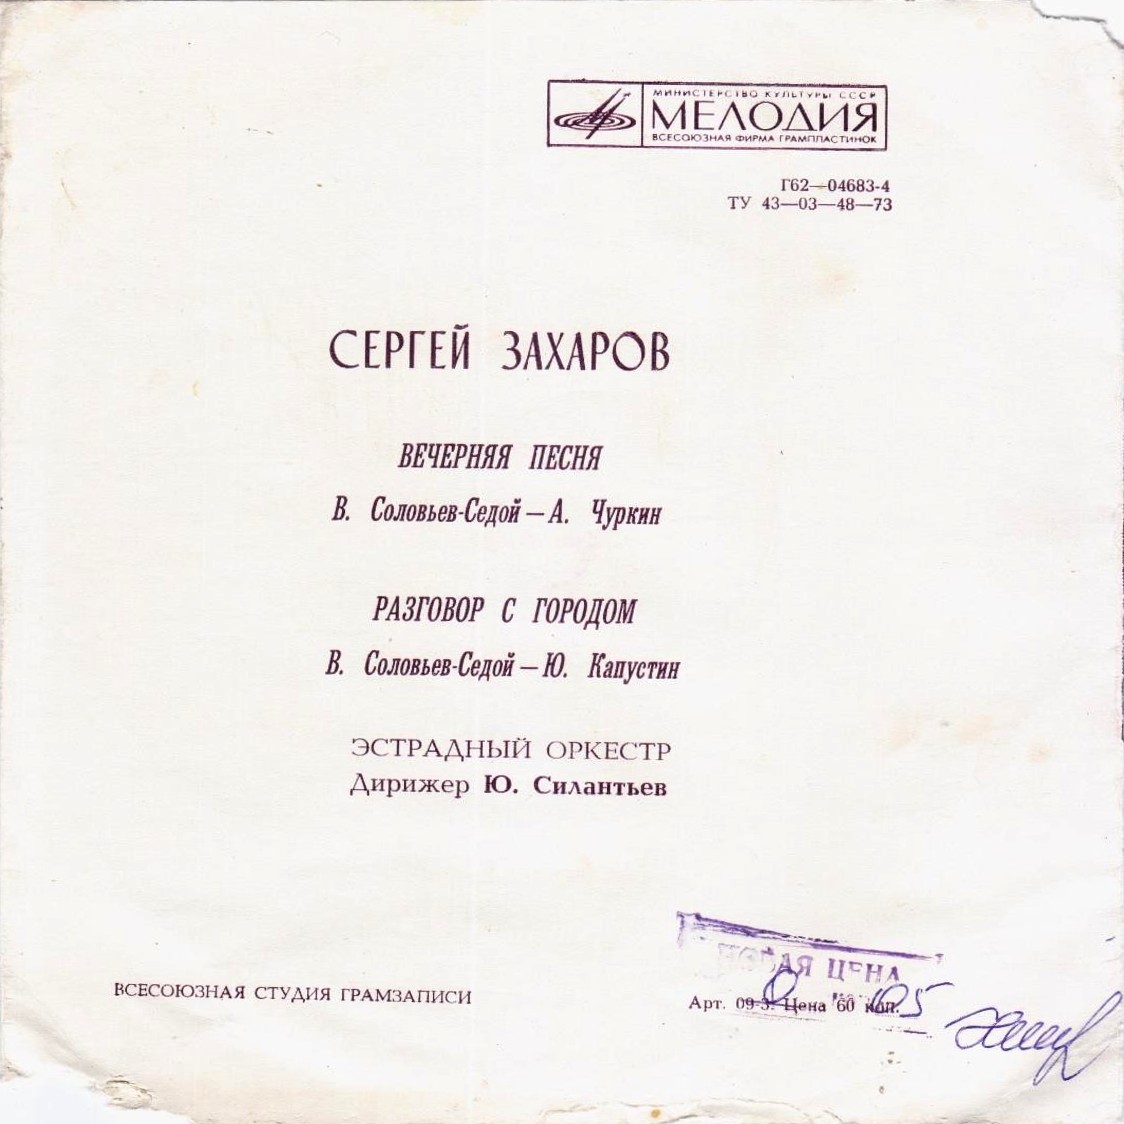 МИНИСТЕРСТВО КУЛЬТУРЫ СССР
МЕЛОДИЯ
ВСЕСОЮЗНАЯ ФИРМА ГРАМПЛАСТИНОК
Г62—04683-4
ТУ 43—03—48—73
СЕРГЕЙ ЗАХАРОВ
ВЕЧЕРНЯЯ ПЕСНЯ
В. Соловьев-Седой — А. Чуркин
РАЗГОВОР С ГОРОДОМ
В. Соловьев-Седой — Ю. Капустин
ЭСТРАДНЫЙ ОРКЕСТР
Дирижер Ю. Силантьев
НОВАЯ ЦЕНА
ВСЕСОЮЗНАЯ СТУДИЯ ГРАМЗАПИСИ
Арт. 09-3. Цена 60 коп.